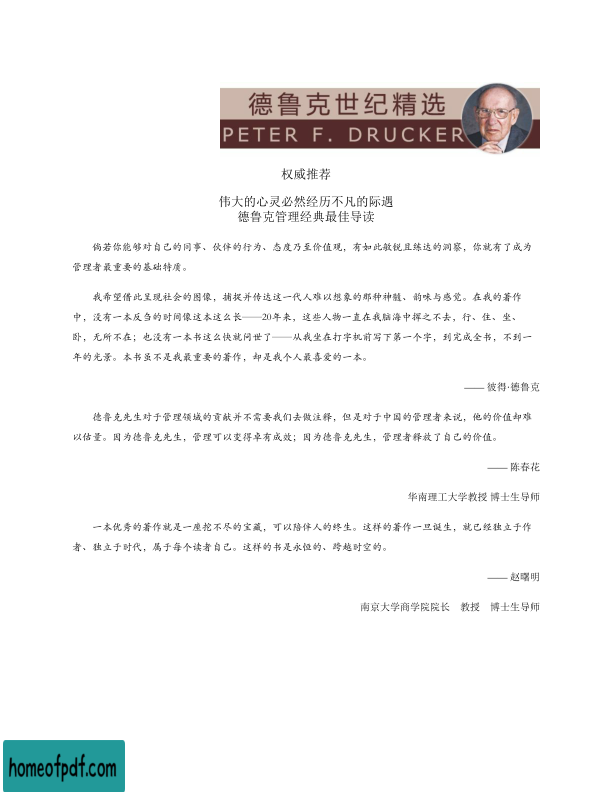 德鲁克世纪精选
PETER F. DRUCKER
权威推荐
伟大的心灵必然经历不凡的际遇
德鲁克管理经典最佳导读
倘若你能够对自己的同事、伙伴的行为、态度乃至价值观，有如此敏锐且练达的洞察，你就有了成为
管理者最重要的基础特质。
我希望借此呈现社会的图像，捕捉并传达这一代人难以想象的那种神髓、韵味与感觉。在我的著作
中，没有一本反刍的时间像这本这么长——20年来，这些人物一直在我脑海中挥之不去，行、住、坐、
卧，无所不在；也没有一本书这么快就问世了——从我坐在打字机前写下第一个字，到完成全书，不到一
年的光景。本书虽不是我最重要的著作，却是我个人最喜爱的一本。
—— 彼得·德鲁克
德鲁克先生对于管理领域的贡献并不需要我们去做注释，但是对于中国的管理者来说，他的价值却难
以估量。因为德鲁克先生，管理可以变得卓有成效；因为德鲁克先生，管理者释放了自己的价值。
—— 陈春花
华南理工大学教授 博士生导师
一本优秀的著作就是一座挖不尽的宝藏，可以陪伴人的终生。这样的著作一旦诞生，就已经独立于作
者、独立于时代，属于每个读者自己。这样的书是永恒的、跨越时空的。
—— 赵曙明
南京大学商学院院长　教授　博士生导师
homeofpdf.com